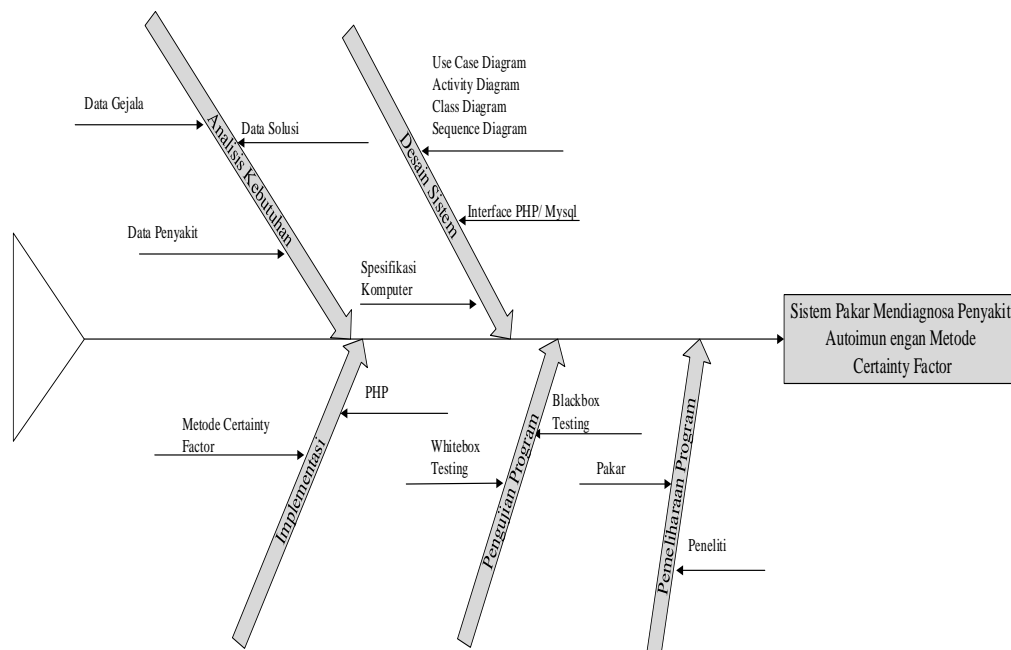 Use Case Diagram
Activity Diagram
Class Diagram
Sequence Diagram
Data Gejala
Data Solusi
Analisis Kebutuhan
Desain Sistem
Interface PHP/ Mysql
Data Penyakit
Spesifikasi
Komputer
Sistem Pakar Mendiagnosa Penyakit
Autoimun engan Metode
Certainty Factor
PHP
Metode Certainty
Factor
Implementasi
Blackbox
Testing
Whitebox
Testing
Pengujian Program
Pakar
Peneliti
Pemeliharaan Program